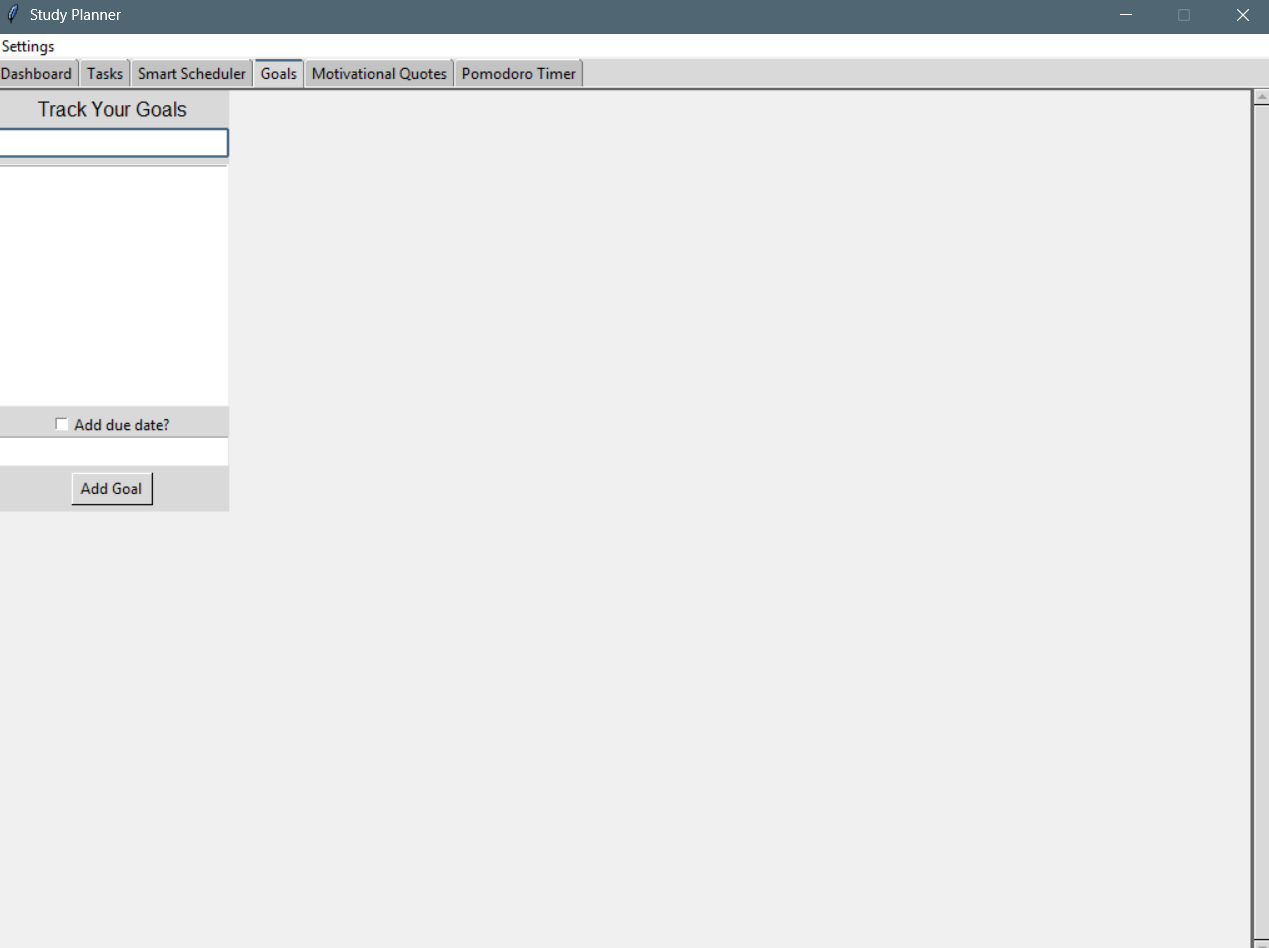 Study Planner
Settings
Dashboard Tasks Smart Scheduler Goals Motivational Quotes Pomodoro Timer
Track Your Goals
Add due date?
Add Goal